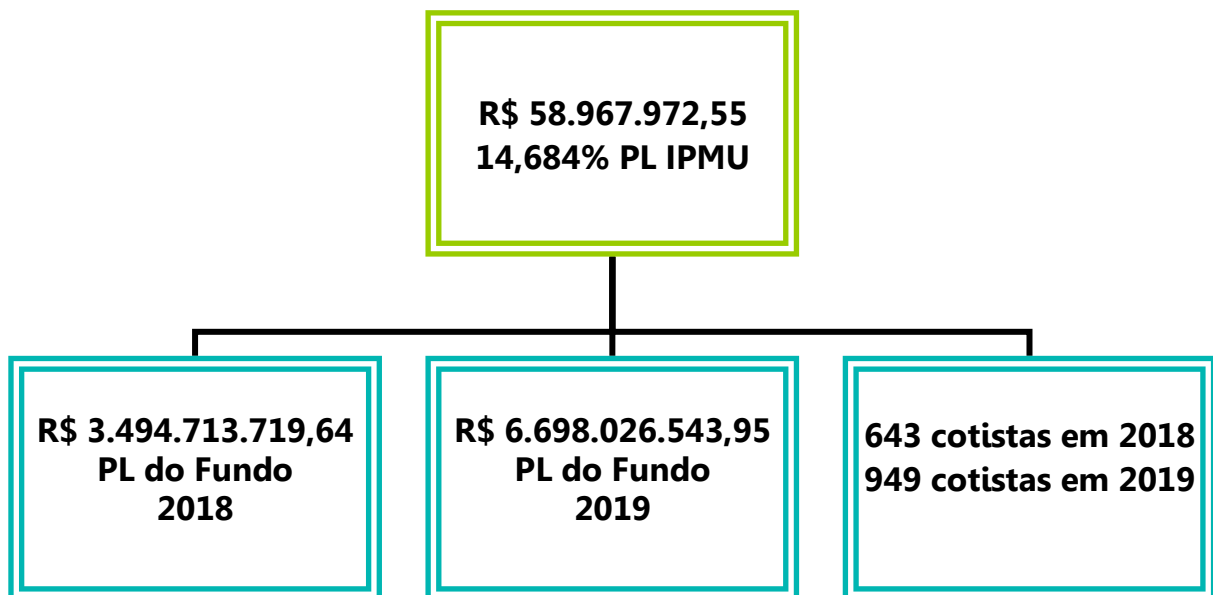 R$ 58.967.972,55
14,684% PL IPMU
R$ 3.494.713.719,64
PL do Fundo
2018
R$ 6.698.026.543,95
PL do Fundo
2019
643 cotistas em 2018
949 cotistas em 2019